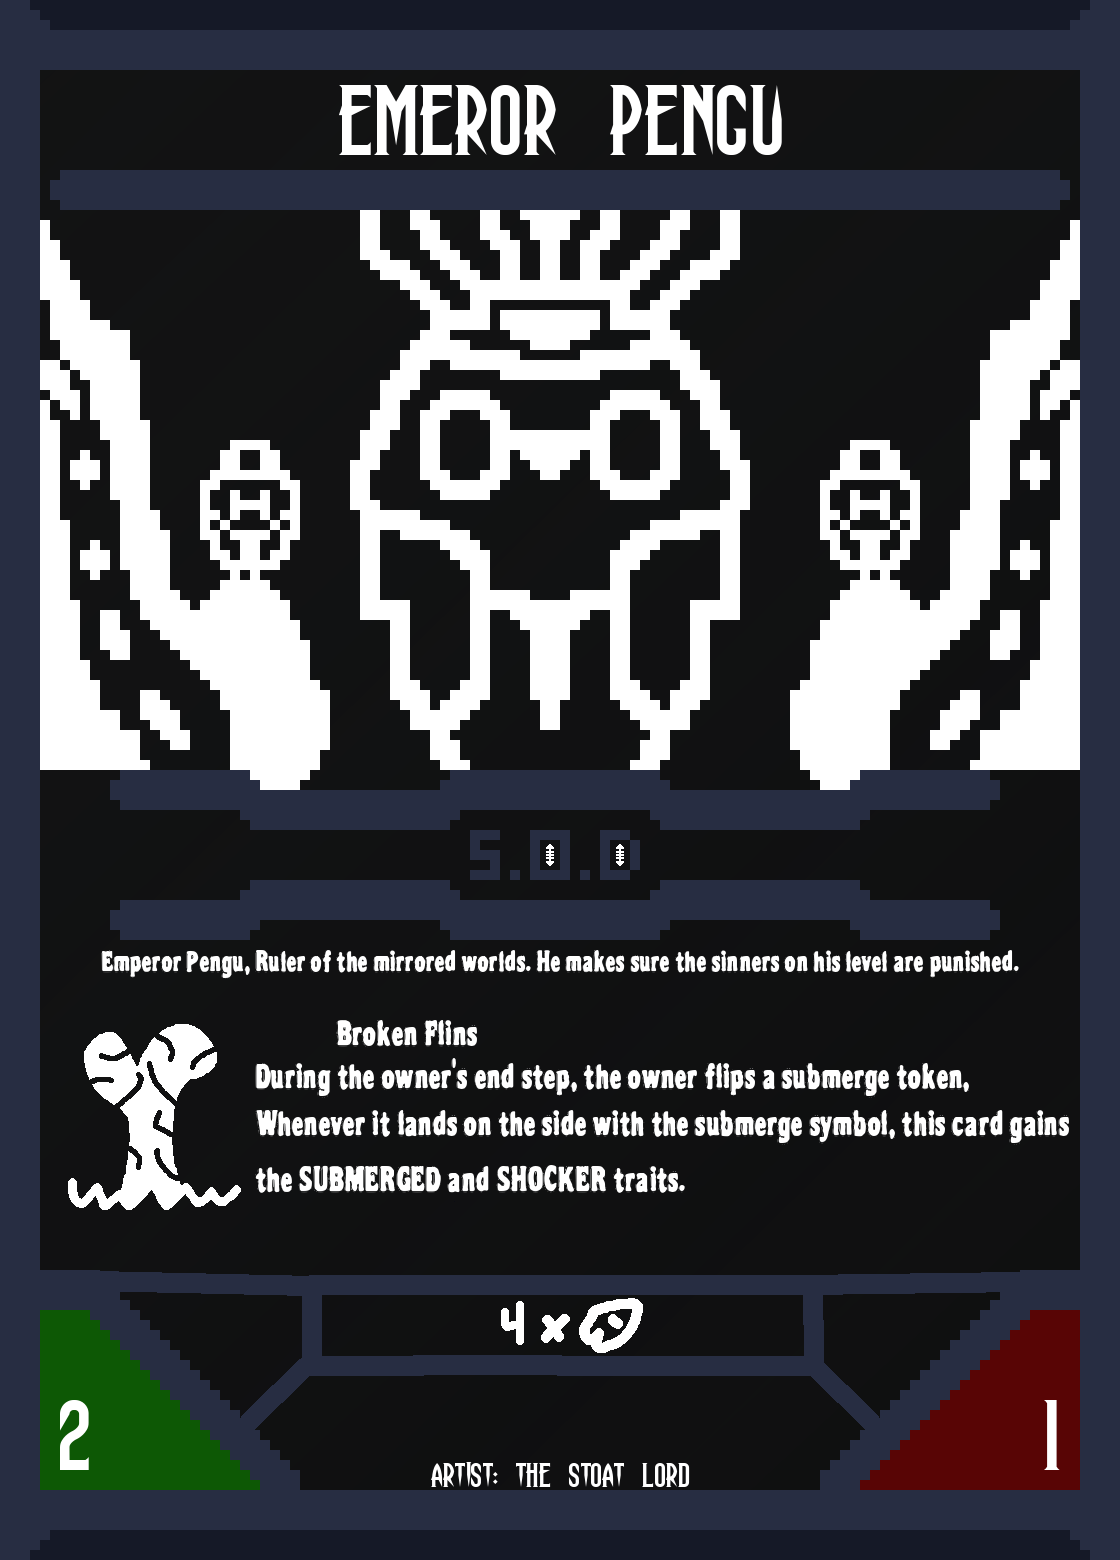 EMEROR PENGU
S.O.D
Emperor Pengu, Ruler of the mirrored worlds. He makes sure the sinners on his level are punished.
Broken Flins
During the owner's end step, the owner flips a submerge token,
Whenever it lands on the side with the submerge symbol, this card gains
the SUBMERGED and SHOCKER traits.
4 x
2
1
ARTIST: THE STOAT LORD